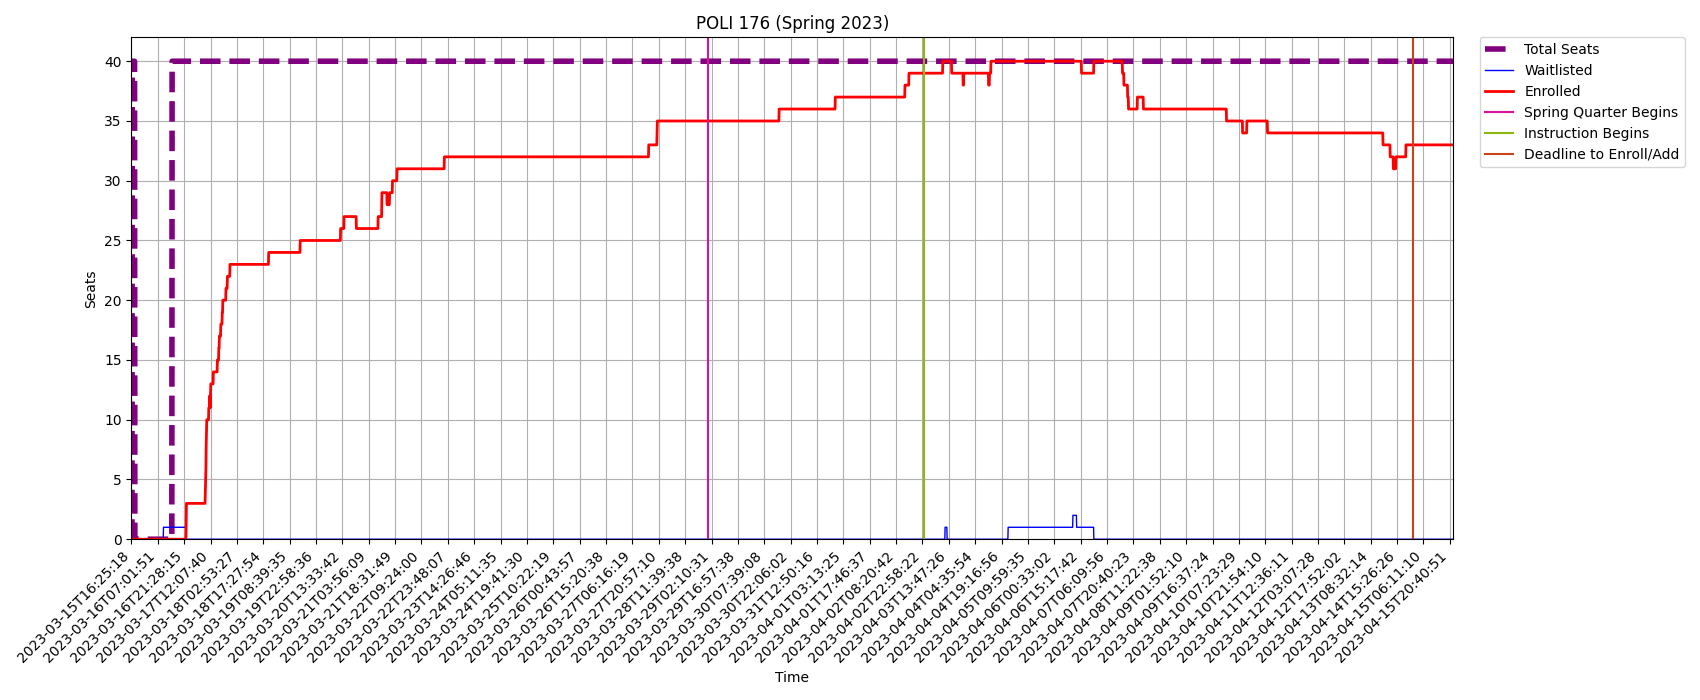 POLI 176 (Spring 2023)
Total Seats
Waitlisted
Enrolled
Spring Quarter Begins
Instruction Begins
Deadline to Enroll/Add
Seats
40
35
30
25
20
15
10
5
0
2023-03-15T16:25:18
2023-03-16T07:01:51
2023-03-16T21:28:15
2023-03-17T12:07:40
2023-03-18T02:53:27
2023-03-18T17:27:54
2023-03-19T08:39:35
2023-03-19T22:58:36
2023-03-20T13:33:42
2023-03-21T03:56:09
2023-03-21T18:31:49
2023-03-22T09:24:00
2023-03-22T23:48:07
2023-03-23T14:26:46
2023-03-24T05:11:35
2023-03-24T19:41:30
2023-03-25T10:22:19
2023-03-26T00:43:57
2023-03-26T15:20:38
2023-03-27T06:16:19
2023-03-27T20:57:10
2023-03-28T11:39:38
2023-03-29T02:10:31
2023-03-29T16:57:38
2023-03-30T07:39:08
2023-03-30T22:06:02
2023-03-31T12:50:16
2023-04-01T03:13:25
2023-04-01T17:46:37
2023-04-02T08:20:42
2023-04-02T22:58:22
2023-04-03T13:47:26
2023-04-04T04:35:54
2023-04-04T19:16:56
2023-04-05T09:59:35
2023-04-06T00:33:02
2023-04-06T15:17:42
2023-04-07T06:09:56
2023-04-07T20:40:23
2023-04-08T11:22:38
2023-04-09T01:52:10
2023-04-09T16:37:24
2023-04-10T07:23:29
2023-04-10T21:54:10
2023-04-11T12:36:11
2023-04-12T03:07:28
2023-04-12T17:52:02
2023-04-13T08:32:14
2023-04-14T15:26:26
2023-04-15T06:11:10
2023-04-15T20:40:51
Time